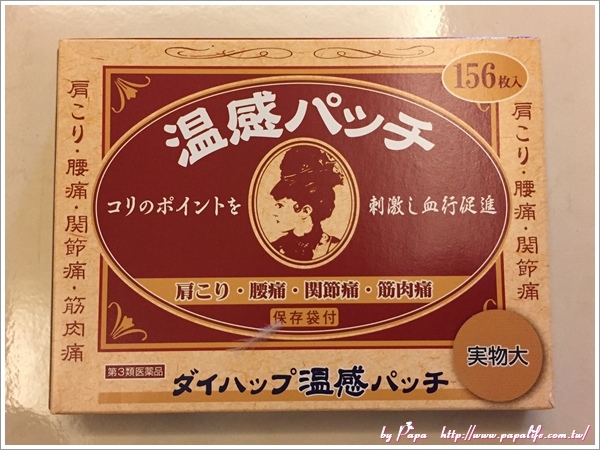 156枚入
温感パッチ
コリのポイントを 刺激し血行促進
肩こり・腰痛・関節痛・筋肉痛
保存袋付
肩こり・腰痛・関節痛・筋肉痛
肩こり・腰痛・関節痛・筋肉痛
第3類医薬品
ダイハップ温感パッチ
実物大
by Papa http://www.papalife.com.tw/